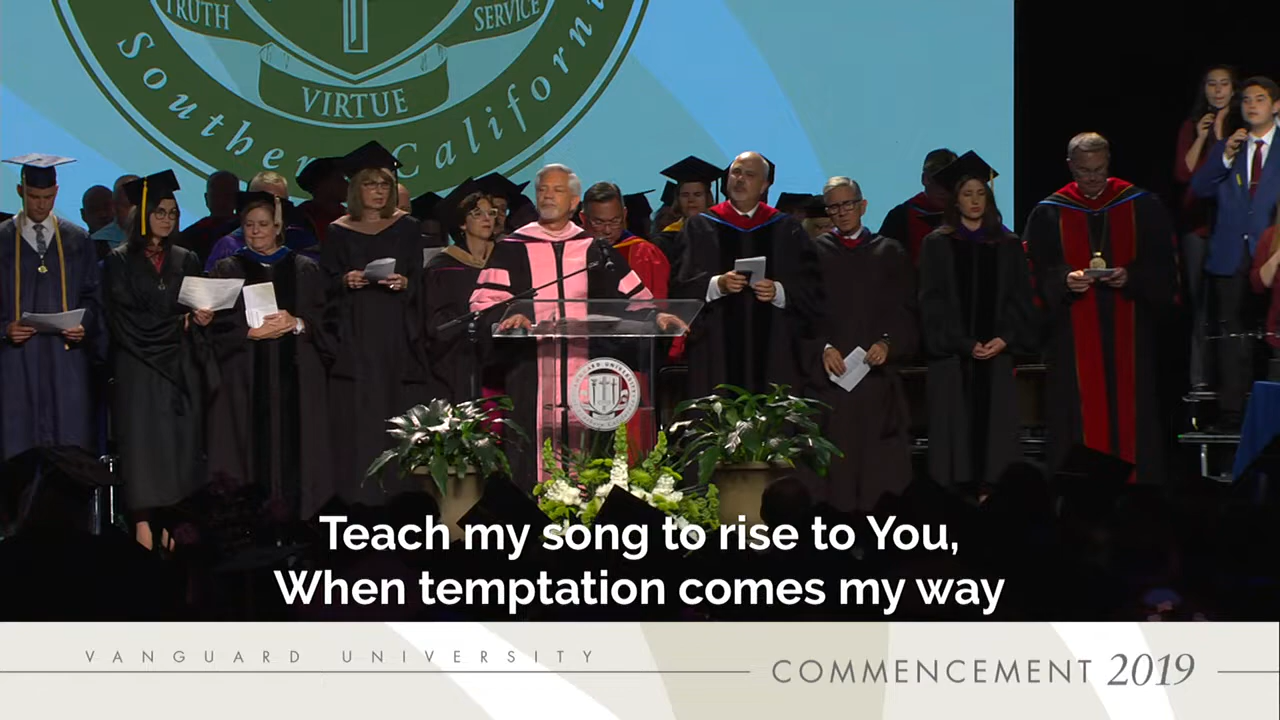 TRUTH
SERVICE
VIRTUE
Southern California
Teach my song to rise to You,
When temptation comes my way
VANGUARD UNIVERSITY
COMMENCEMENT 2019